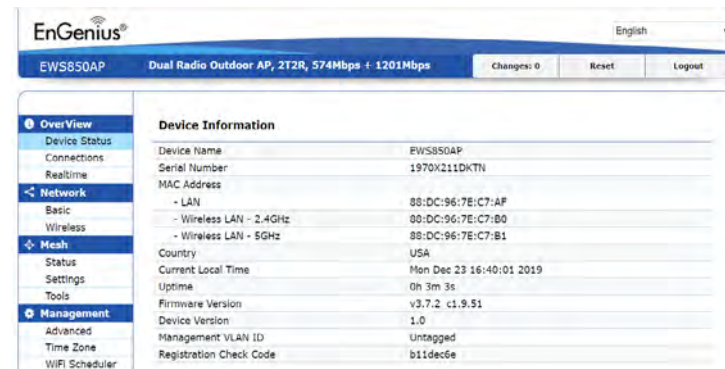 EnGenius®
English
EWS850AP
Dual Radio Outdoor AP, 2T2R, 574Mbps + 1201Mbps
Changes: 0
Reset
Logout
OverView
Device Status
Connections
Realtime
Network
Basic
Wireless
Mesh
Status
Settings
Tools
Management
Advanced
Time Zone
WiFi Scheduler
Device Information
Device Name EWS850AP
Serial Number 1970X211DKTN
MAC Address
- LAN 88:DC:96:7E:C7:AF
- Wireless LAN - 2.4GHz 88:DC:96:7E:C7:B0
- Wireless LAN - 5GHz 88:DC:96:7E:C7:B1
Country USA
Current Local Time Mon Dec 23 16:40:01 2019
Uptime 0h 3m 3s
Firmware Version v3.7.2 c1.9.51
Device Version 1.0
Management VLAN ID Untagged
Registration Check Code b11dec6e